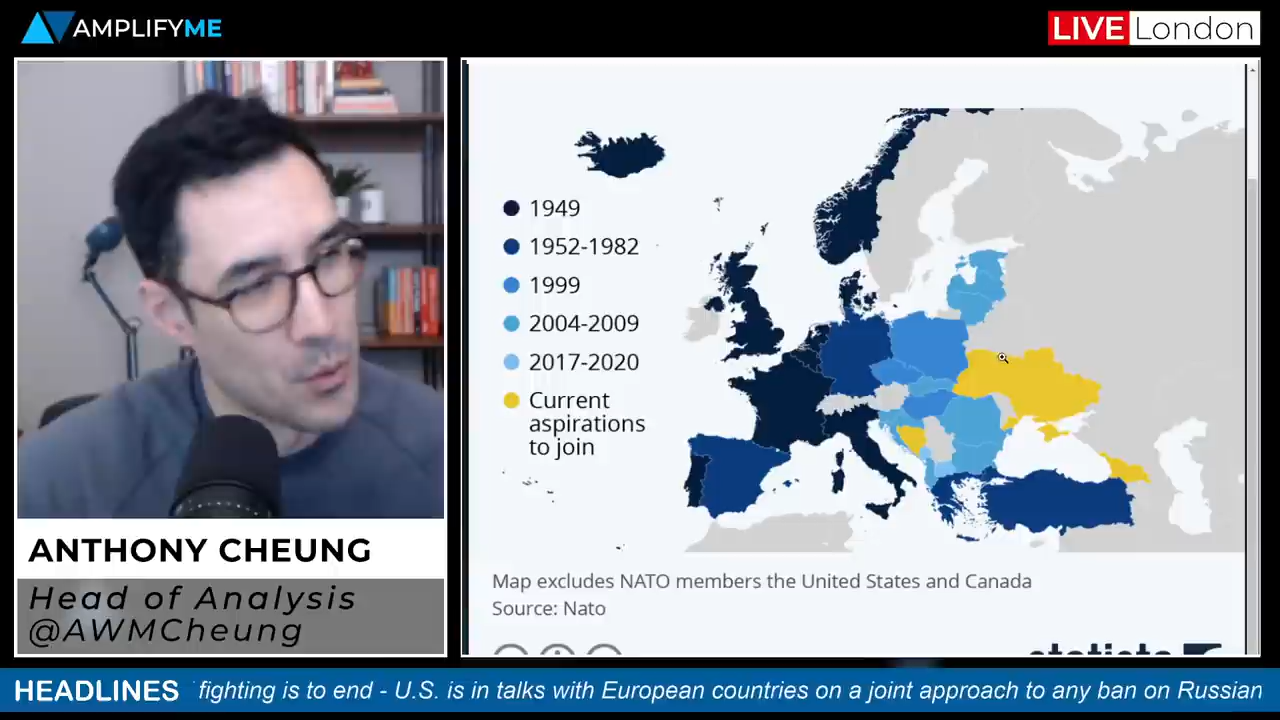 AMPLIFYME
LIVE London
1949
1952-1982
1999
2004-2009
2017-2020
Current
aspirations
to join
Map excludes NATO members the United States and Canada
Source: Nato
statista
ANTHONY CHEUNG
Head of Analysis
@AWMCheung
HEADLINES fighting is to end - U.S. is in talks with European countries on a joint approach to any ban on Russian